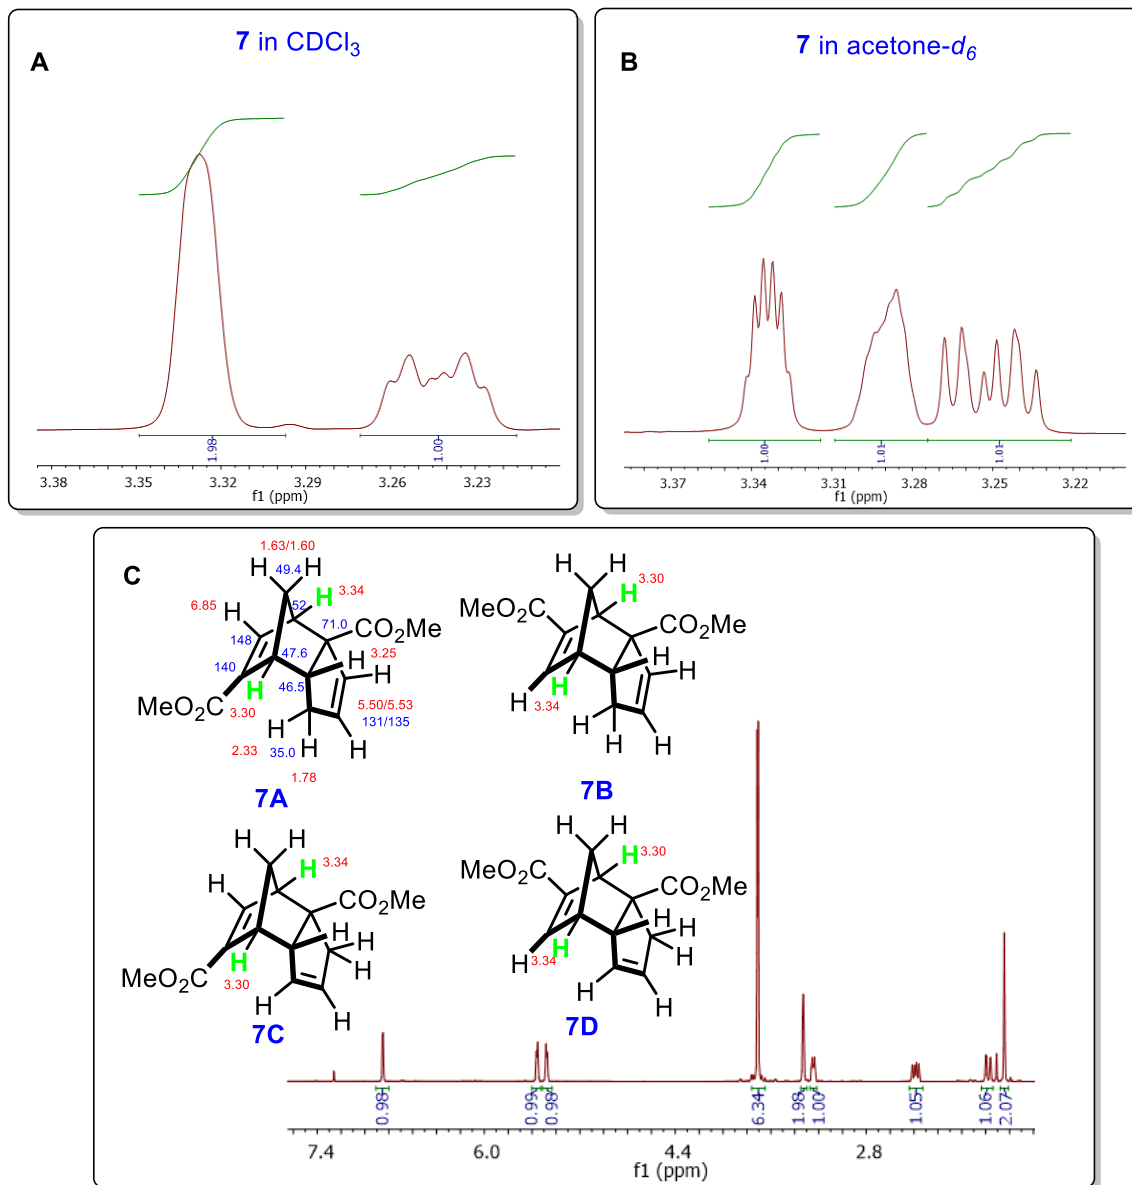 7 in CDCl3
A
1.98
1.00
3.38 3.35 3.32 3.29 3.26 3.23
f1 (ppm)
7 in acetone-d6
B
1.00
1.01
1.01
3.37 3.34 3.31 3.28 3.25 3.22
f1 (ppm)
C
1.63/1.60
H 49.4 H
H 3.34
6.85 H
52
71.0 CO2Me
148
47.6 H 3.25
140 H
46.5
H
MeO2C 3.30
5.50/5.53
131/135
H
2.33 35.0 H H
1.78
7A
H H
H 3.30
MeO2C
CO2Me
H
H
H
H 3.34
H H H
7B
H H
H 3.34
H
CO2Me
H
H
H
H
MeO2C 3.30
H
H
7C
H H
H 3.30
MeO2C
CO2Me
H
H
H
H
H 3.34
H
H
7D
0.98
0.99
0.98
6.34
1.98
1.00
1.05
1.06
2.07
7.4 6.0 4.4 2.8
f1 (ppm)